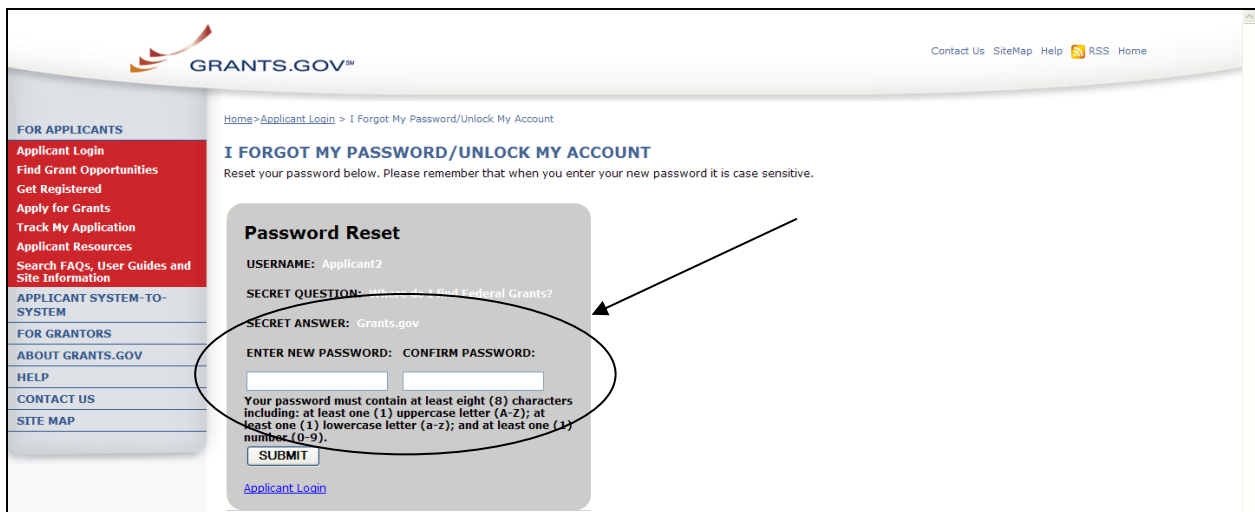 GRANTS.GOV℠
Contact Us SiteMap Help RSS Home
FOR APPLICANTS
Applicant Login
Find Grant Opportunities
Get Registered
Apply for Grants
Track My Application
Applicant Resources
Search FAQs, User Guides and
Site Information
APPLICANT SYSTEM-TO-
SYSTEM
FOR GRANTORS
ABOUT GRANTS.GOV
HELP
CONTACT US
SITE MAP
Home>Applicant Login > I Forgot My Password/Unlock My Account
I FORGOT MY PASSWORD/UNLOCK MY ACCOUNT
Reset your password below. Please remember that when you enter your new password it is case sensitive.
Password Reset
USERNAME: Applicant2
SECRET QUESTION: Where do I find Federal Grants?
SECRET ANSWER: Grants.gov
ENTER NEW PASSWORD: CONFIRM PASSWORD:
Your password must contain at least eight (8) characters
including: at least one (1) uppercase letter (A-Z); at
least one (1) lowercase letter (a-z); and at least one (1)
number (0-9).
SUBMIT
Applicant Login